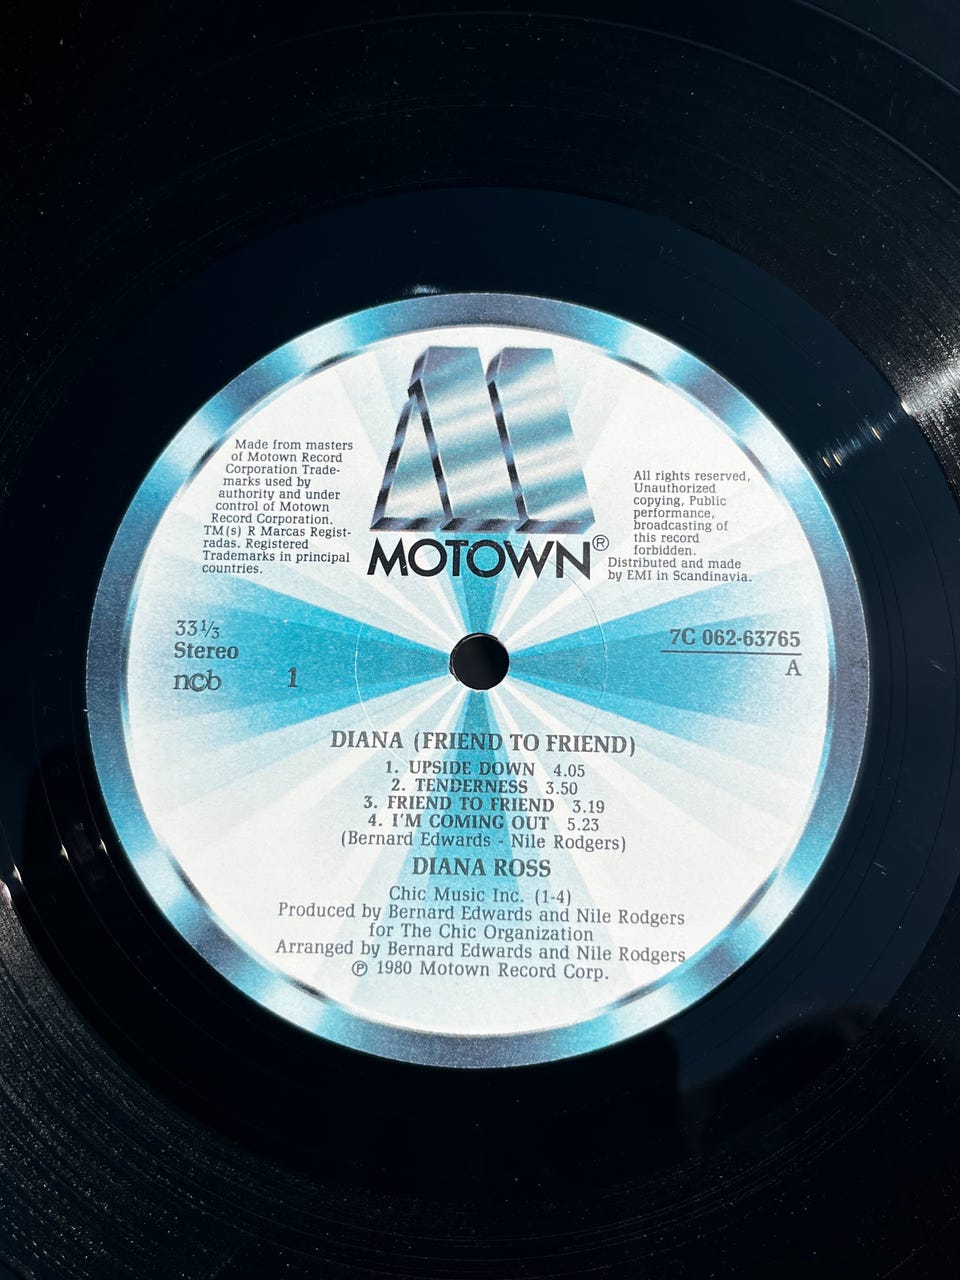 MOTOWN®
Made from masters
of Motown Record
Corporation Trade-
marks used by
authority and under
control of Motown
Record Corporation.
TM(s) R Marcas Regist-
radas. Registered
Trademarks in principal
countries.
All rights reserved,
Unauthorized
copying, Public
performance,
broadcasting of
this record
forbidden.
Distributed and made
by EMI in Scandinavia.
33⅓
Stereo
ncb
1
7C 062-63765
A
DIANA (FRIEND TO FRIEND)
1. UPSIDE DOWN 4.05
2. TENDERNESS 3.50
3. FRIEND TO FRIEND 3.19
4. I'M COMING OUT 5.23
(Bernard Edwards - Nile Rodgers)
DIANA ROSS
Chic Music Inc. (1-4)
Produced by Bernard Edwards and Nile Rodgers
for The Chic Organization
Arranged by Bernard Edwards and Nile Rodgers
℗ 1980 Motown Record Corp.